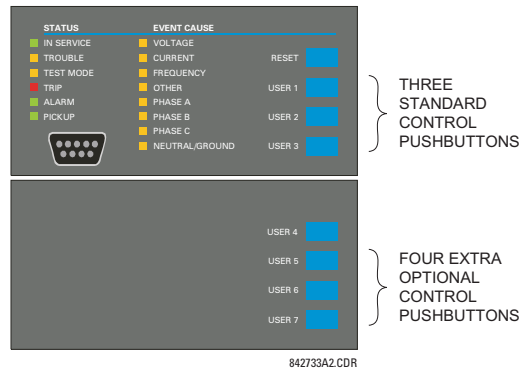 STATUS
IN SERVICE
TROUBLE
TEST MODE
TRIP
ALARM
PICKUP
EVENT CAUSE
VOLTAGE
CURRENT
FREQUENCY
OTHER
PHASE A
PHASE B
PHASE C
NEUTRAL/GROUND
RESET
USER 1
USER 2
USER 3
THREE
STANDARD
CONTROL
PUSHBUTTONS
USER 4
USER 5
USER 6
USER 7
FOUR EXTRA
OPTIONAL
CONTROL
PUSHBUTTONS
842733A2.CDR